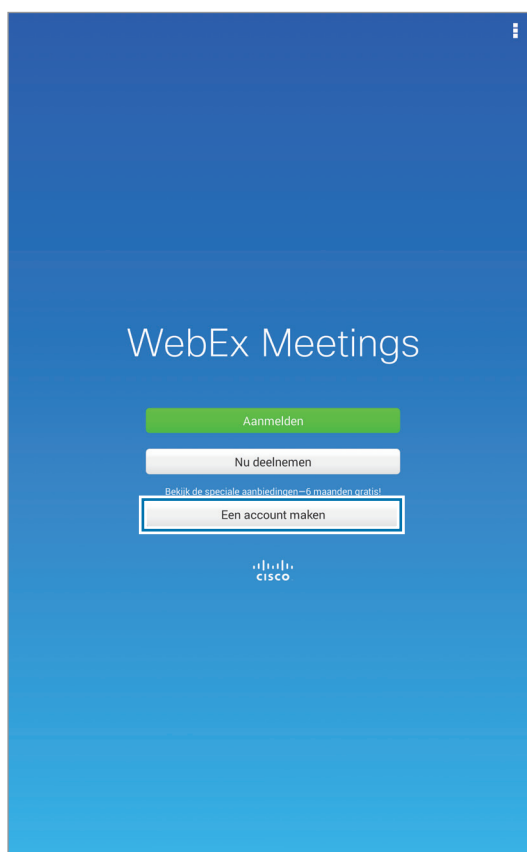 WebEx Meetings
Aanmelden
Nu deelnemen
Bekijk de speciale aanbiedingen—6 maanden gratis!
Een account maken
CISCO